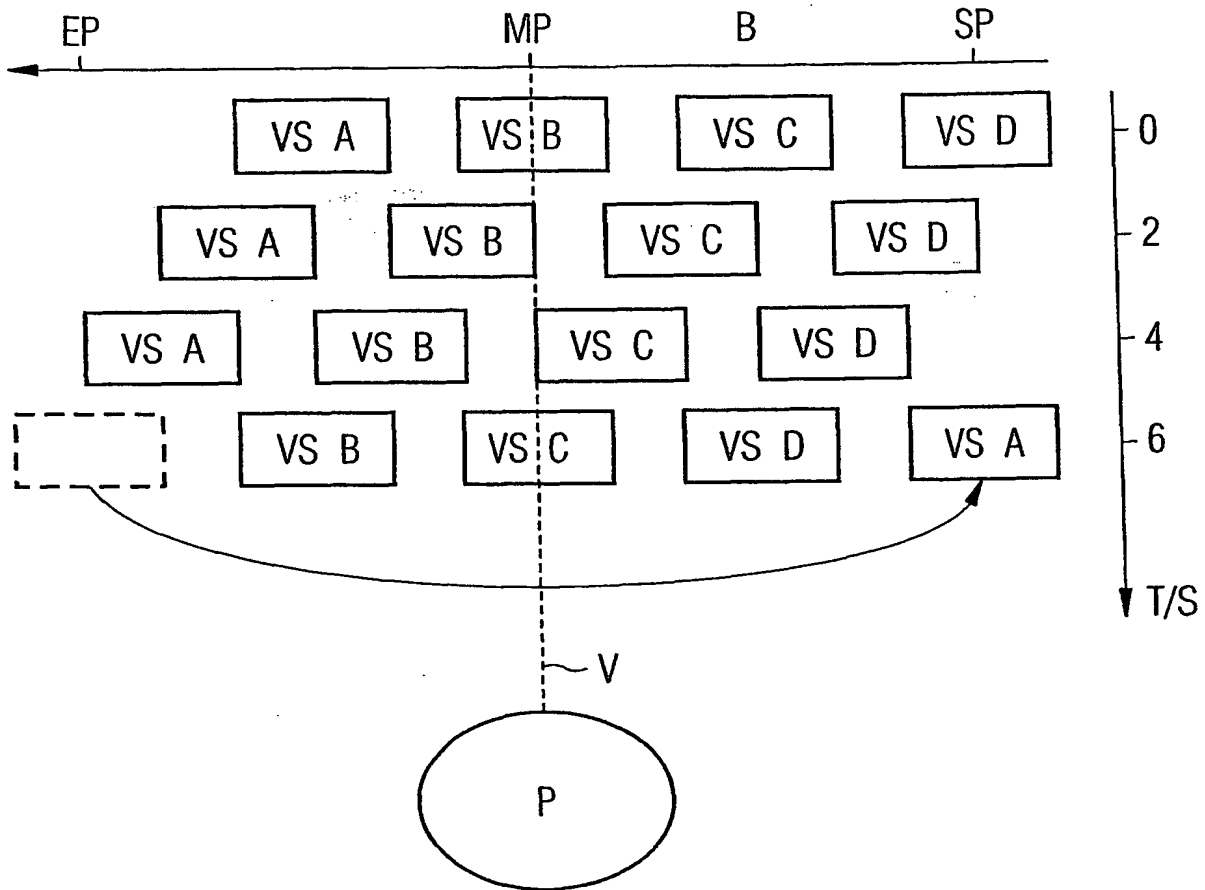 EP MP B SP
VS A VS B VS C VS D 0
VS A VS B VS C VS D 2
VS A VS B VS C VS D 4
VS B VS C VS D VS A 6
T/S
V
P